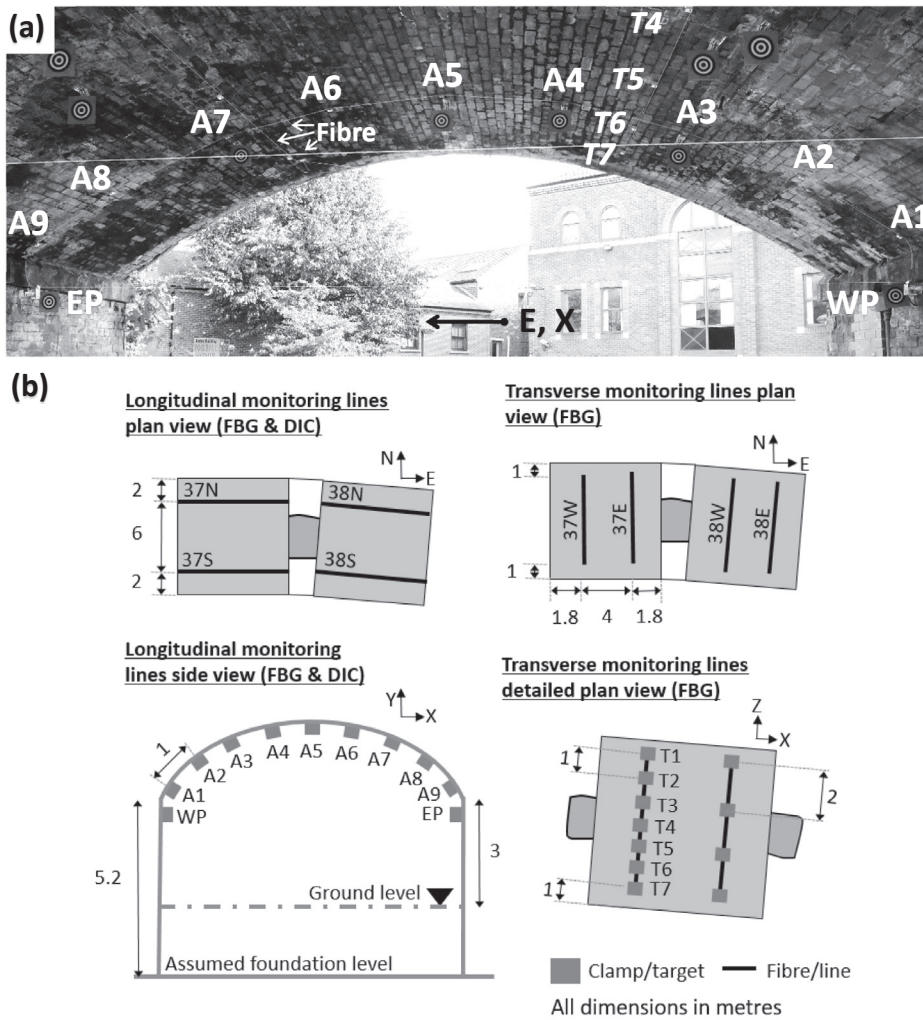 (a)
T4
A6
A5
A4
T5
A7
Fibre
T6
A3
A8
T7
A2
A9
A1
EP
E, X
WP
(b)
Longitudinal monitoring lines
plan view (FBG & DIC)
N
E
2
37N
38N
6
37S
38S
2
Transverse monitoring lines plan
view (FBG)
N
E
1
37W
37E
38W
38E
1
1.8
4
1.8
Longitudinal monitoring
lines side view (FBG & DIC)
Y
X
1
A1
A2
A3
A4
A5
A6
A7
A8
A9
WP
EP
5.2
3
Ground level
Assumed foundation level
Transverse monitoring lines
detailed plan view (FBG)
Z
X
1
T1
T2
T3
T4
T5
T6
T7
2
1
Clamp/target
Fibre/line
All dimensions in metres